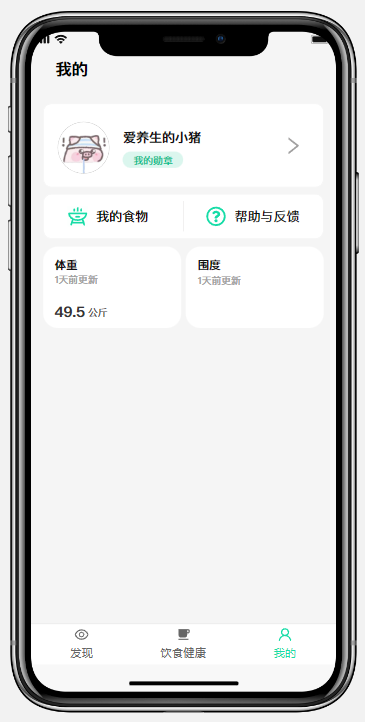 我的
爱养生的小猪
我的勋章
我的食物
帮助与反馈
体重
1天前更新
49.5 公斤
围度
1天前更新
发现
饮食健康
我的